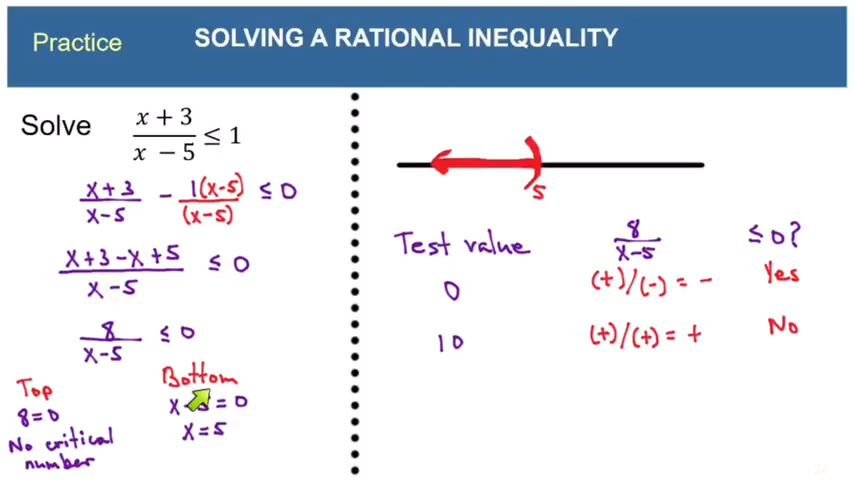 Practice
SOLVING A RATIONAL INEQUALITY
Solve (x + 3)/(x − 5) ≤ 1
(x+3)/(x-5) - 1(x-5)/(x-5) ≤ 0
(x+3-x+5)/(x-5) ≤ 0
8/(x-5) ≤ 0
Top
8=0
No critical
number
Bottom
x-5=0
x=5
5
Test value 8/(x-5) ≤0?
0 (+)/(-) = - Yes
10 (+)/(+) = + No